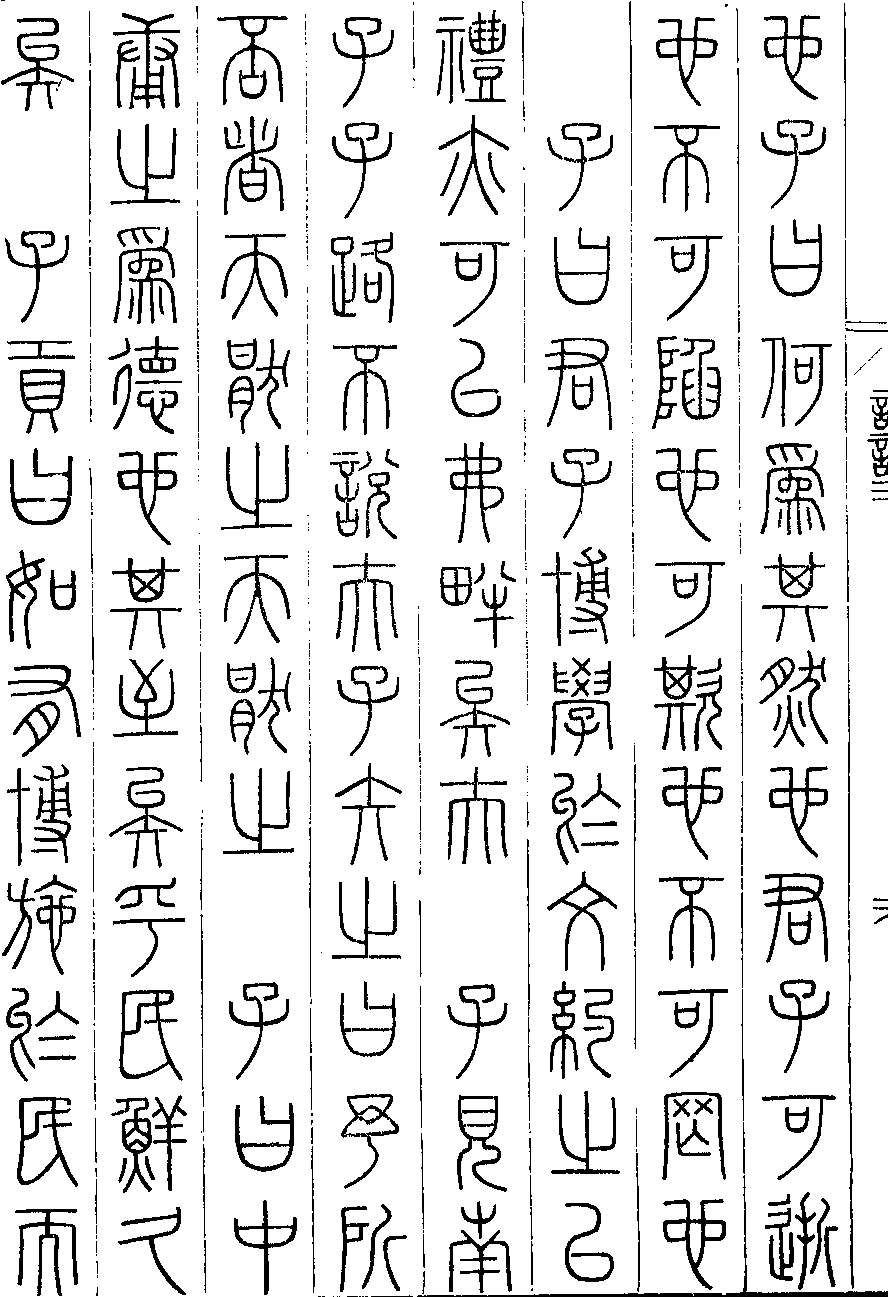 也子曰何爲其然也君子可逝
也不可陷也可欺也不可罔也
子曰君子博學於文約之以
禮亦可以弗畔矣夫 子見南
子子路不說夫子矢之曰予所
否者天厭之天厭之 子曰中
庸之爲德也其至矣乎民鮮久
矣 子貢曰如有博施於民而
論語三
六